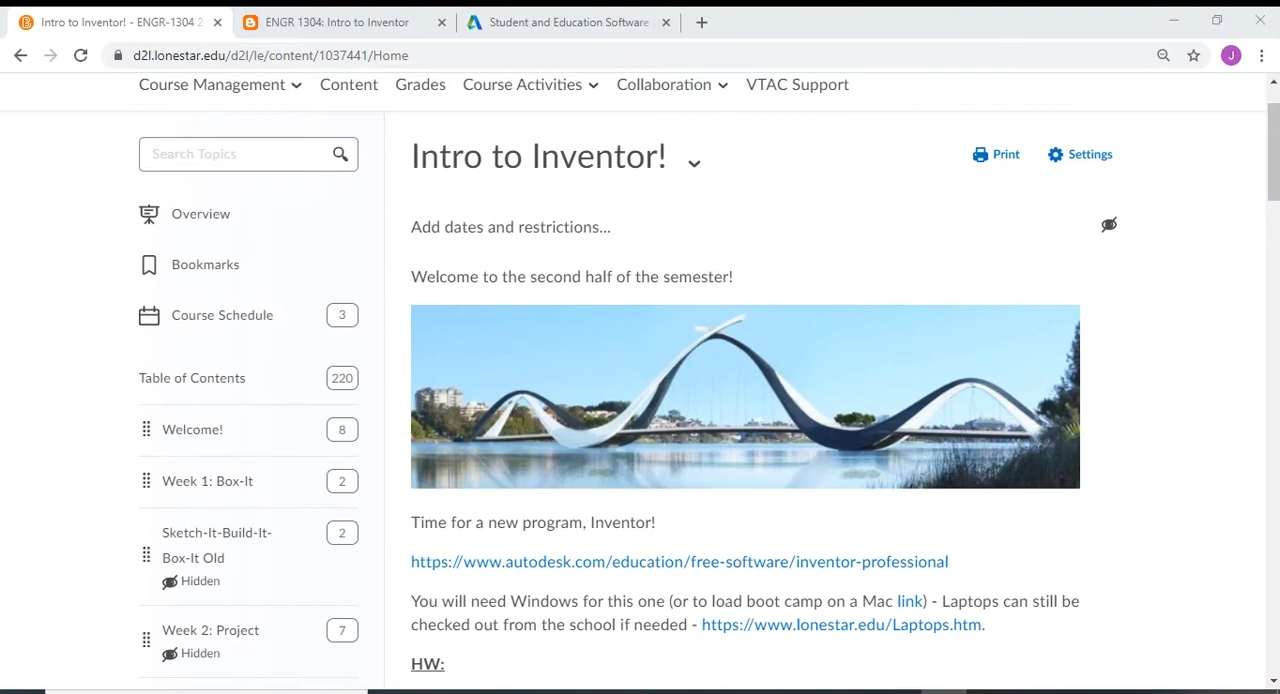 Intro to Inventor! - ENGR-1304 2
ENGR 1304: Intro to Inventor
Student and Education Software
d2l.lonestar.edu/d2l/le/content/1037441/Home
J
Course Management Content Grades Course Activities Collaboration VTAC Support
Search Topics
Overview
Bookmarks
Course Schedule 3
Table of Contents 220
Welcome! 8
Week 1: Box-It 2
Sketch-It-Build-It- 2
Box-It Old
Hidden
Week 2: Project 7
Hidden
Intro to Inventor!
Print Settings
Add dates and restrictions...
Welcome to the second half of the semester!
Time for a new program, Inventor!
https://www.autodesk.com/education/free-software/inventor-professional
You will need Windows for this one (or to load boot camp on a Mac link) - Laptops can still be
checked out from the school if needed - https://www.lonestar.edu/Laptops.htm.
HW: